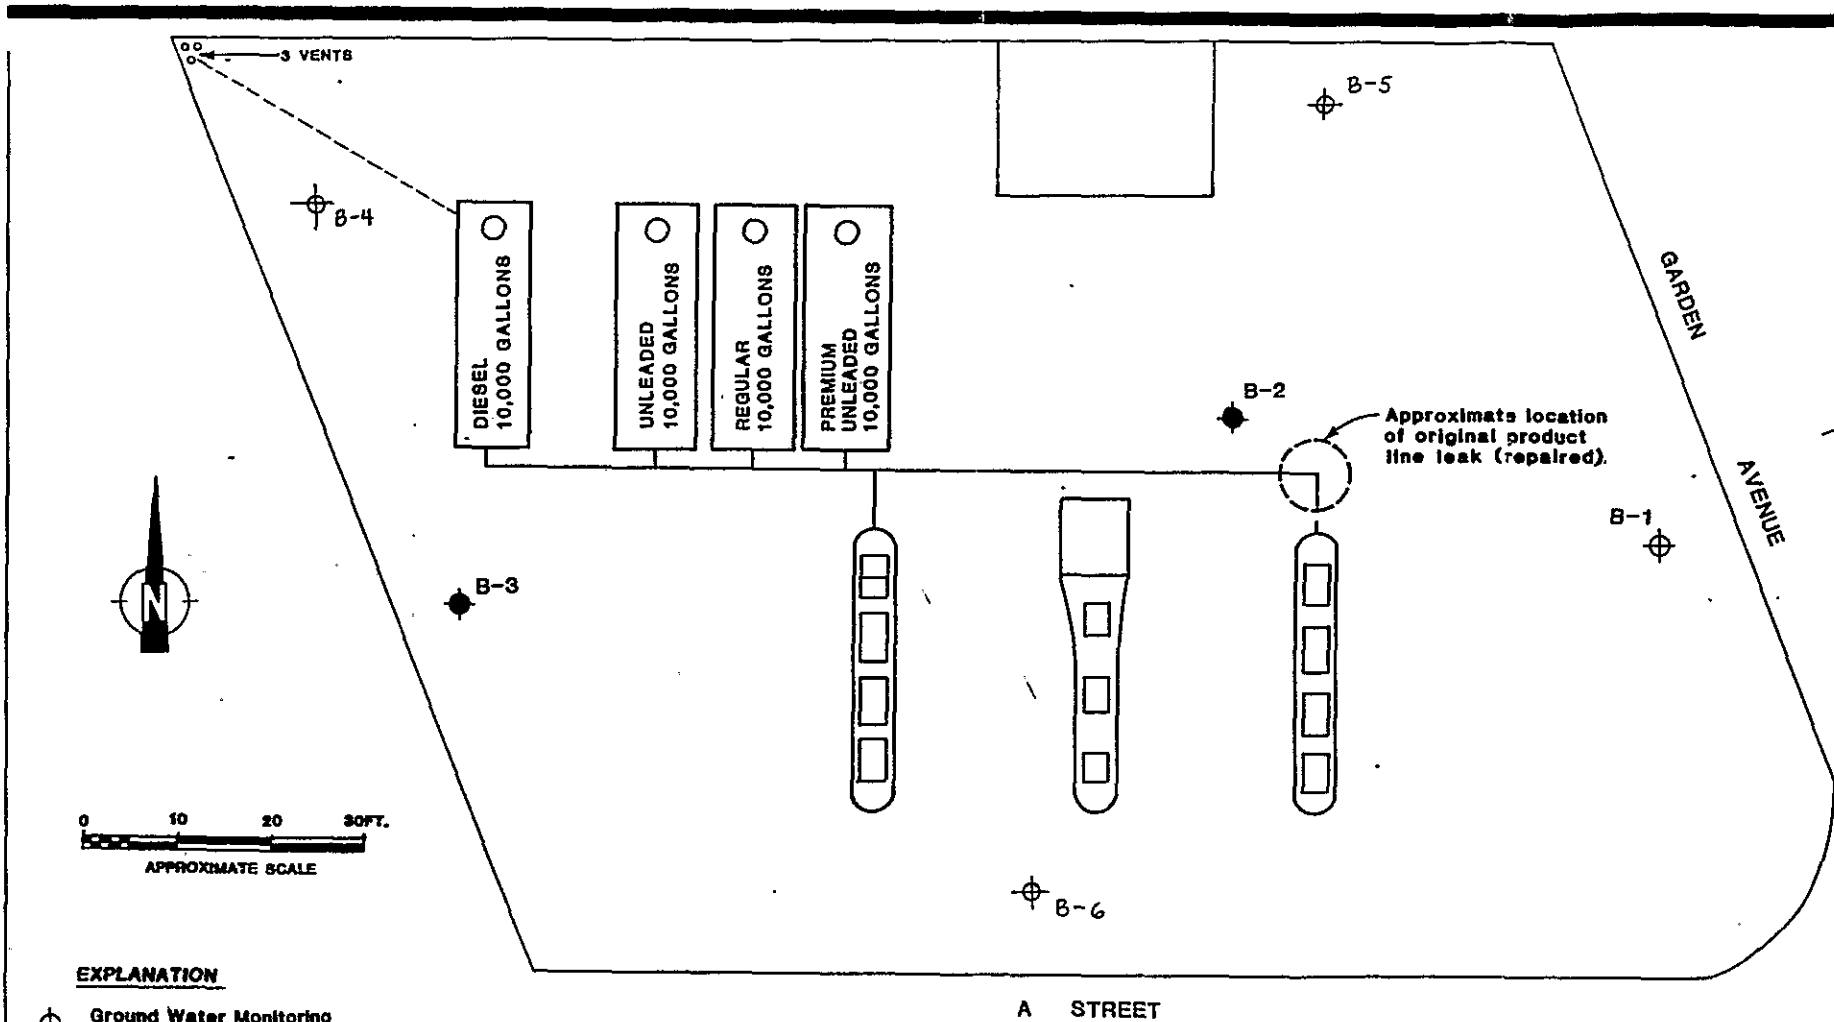 3 VENTS
B-5
B-4
DIESEL
10,000 GALLONS
UNLEADED
10,000 GALLONS
REGULAR
10,000 GALLONS
PREMIUM
UNLEADED
10,000 GALLONS
GARDEN
AVENUE
B-2
Approximats location
of original product
line leak (repaired).
B-1
B-3
N
0 10 20 30FT.
APPROXIMATE SCALE
B-6
EXPLANATION
Ground Water Monitoring
A STREET